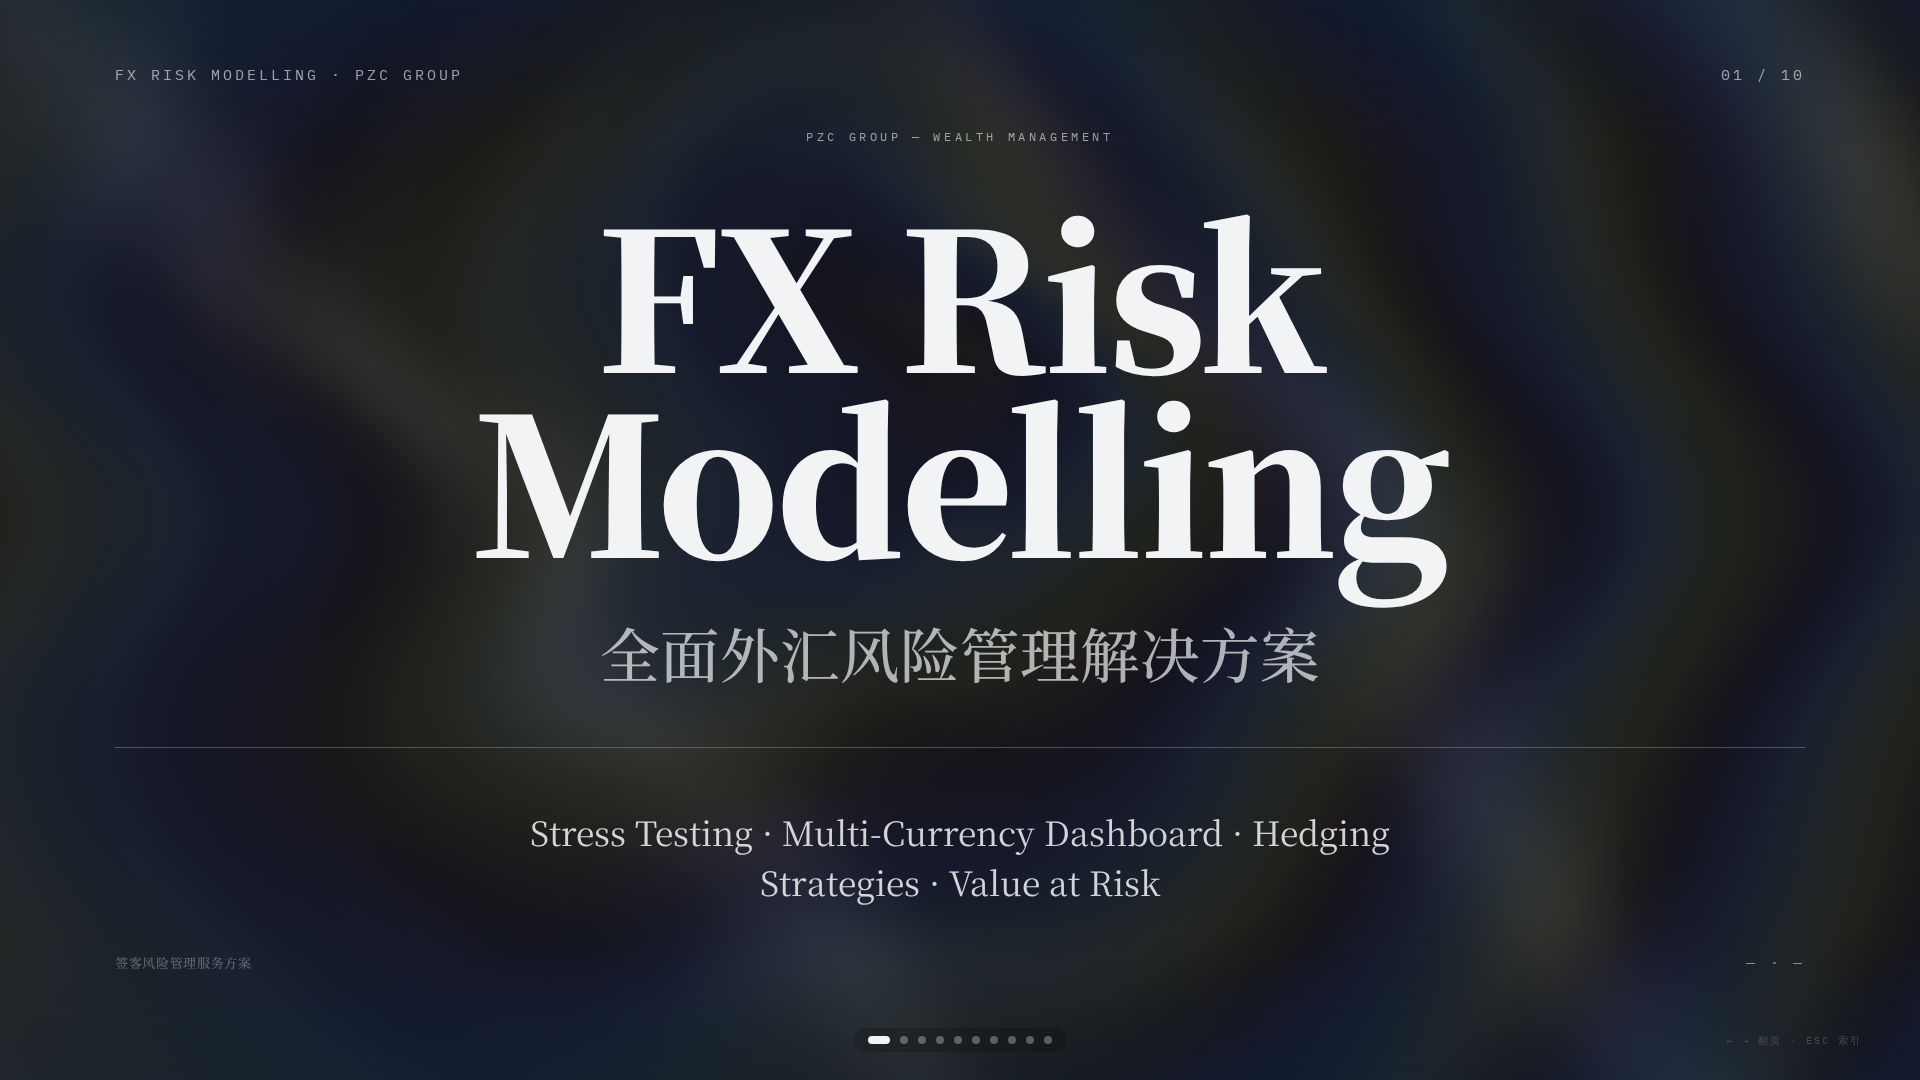 FX RISK MODELLING · PZC GROUP
01 / 10
PZC GROUP — WEALTH MANAGEMENT
FX Risk
Modelling
全面外汇风险管理解决方案
Stress Testing · Multi-Currency Dashboard · Hedging
Strategies · Value at Risk
签客风险管理服务方案
— · —
← → 翻页 · ESC 索引